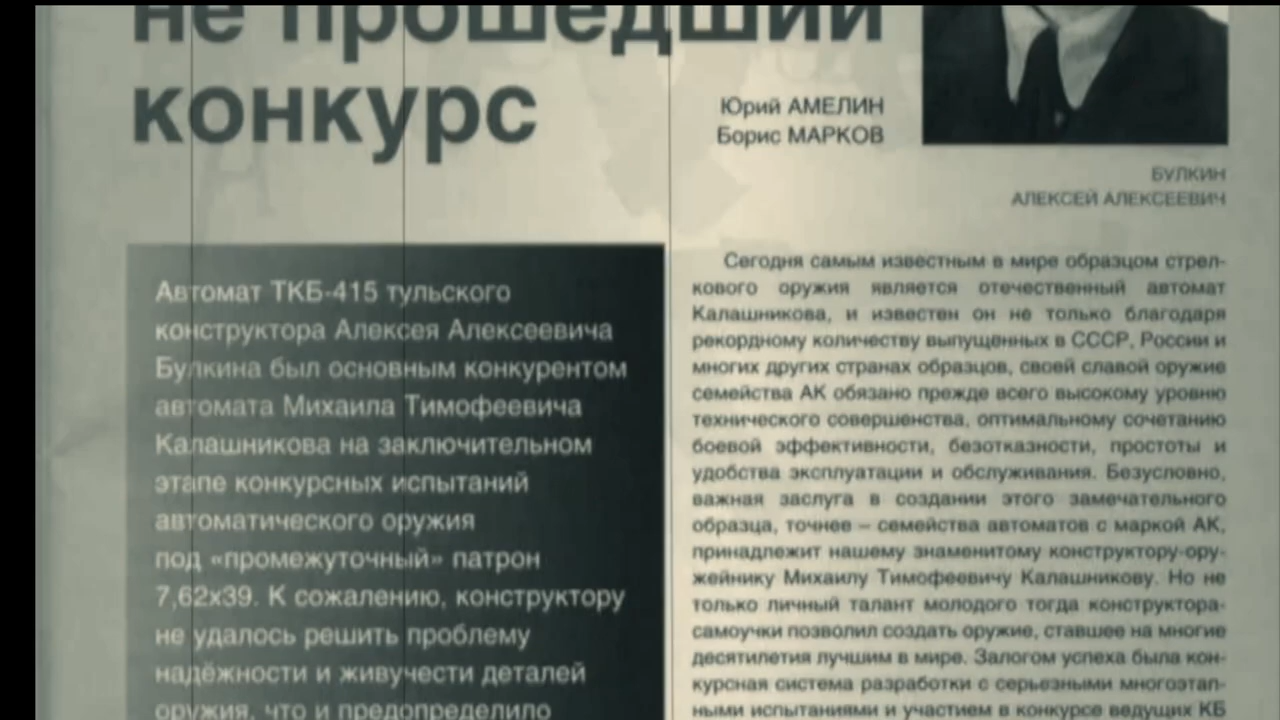 не прошедший
конкурс
Юрий АМЕЛИН
Борис МАРКОВ
БУЛКИН
АЛЕКСЕЙ АЛЕКСЕЕВИЧ
Автомат ТКБ-415 тульского
конструктора Алексея Алексеевича
Булкина был основным конкурентом
автомата Михаила Тимофеевича
Калашникова на заключительном
этапе конкурсных испытаний
автоматического оружия
под «промежуточный» патрон
7,62х39. К сожалению, конструктору
не удалось решить проблему
надёжности и живучести деталей
оружия, что и предопределило
Сегодня самым известным в мире образцом стрел-
кового оружия является отечественный автомат
Калашникова, и известен он не только благодаря
рекордному количеству выпущенных в СССР, России и
многих других странах образцов, своей славой оружие
семейства АК обязано прежде всего высокому уровню
технического совершенства, оптимальному сочетанию
боевой эффективности, безотказности, простоты и
удобства эксплуатации и обслуживания. Безусловно,
важная заслуга в создании этого замечательного
образца, точнее – семейства автоматов с маркой АК,
принадлежит нашему знаменитому конструктору-ору-
жейнику Михаилу Тимофеевичу Калашникову. Но не
только личный талант молодого тогда конструктора-
самоучки позволил создать оружие, ставшее на многие
десятилетия лучшим в мире. Залогом успеха была кон-
курсная система разработки с серьезными многоэтап-
ными испытаниями и участием в конкурсе ведущих КБ